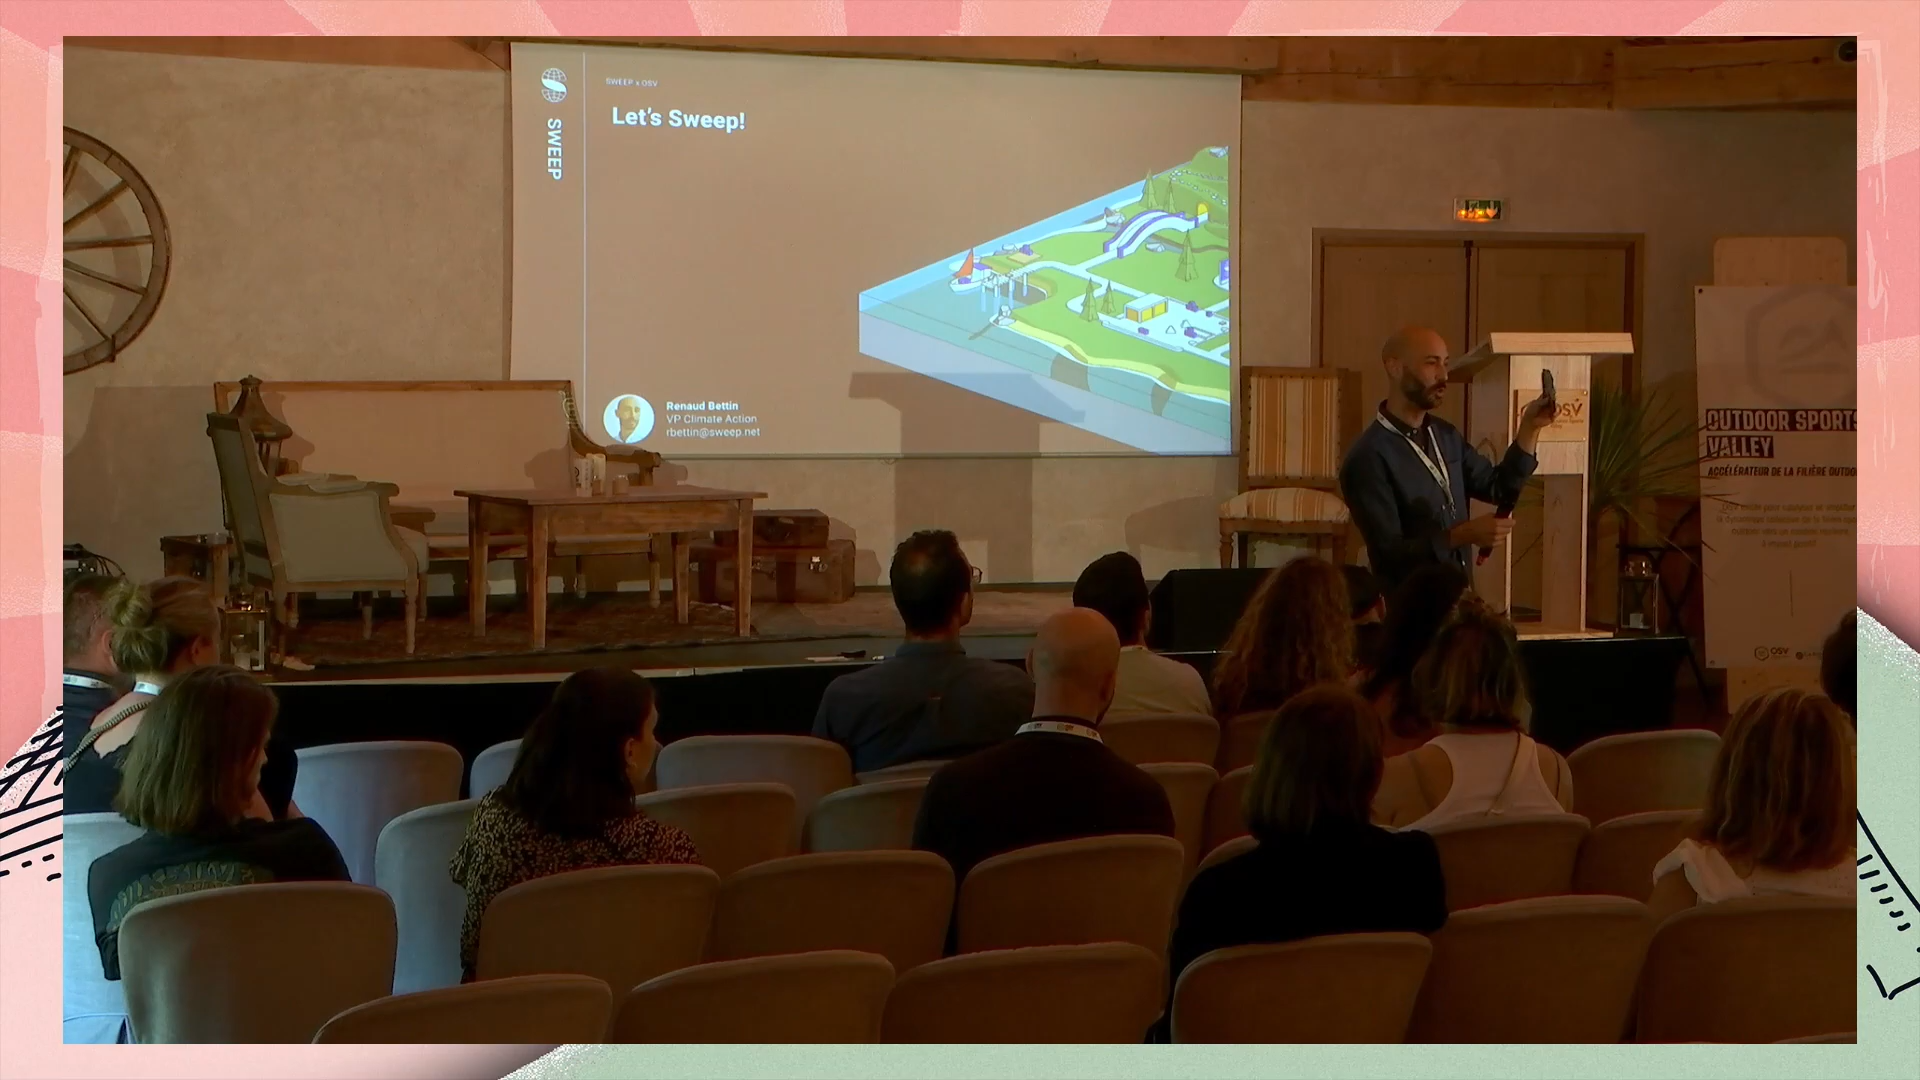 SWEEP x OSV
Let's Sweep!
SWEEP
Renaud Bettin
VP Climate Action
rbettin@sweep.net
OSV
OUTDOOR SPORTS
VALLEY
ACCÉLÉRATEUR DE LA FILIÈRE OUTDO
OSV